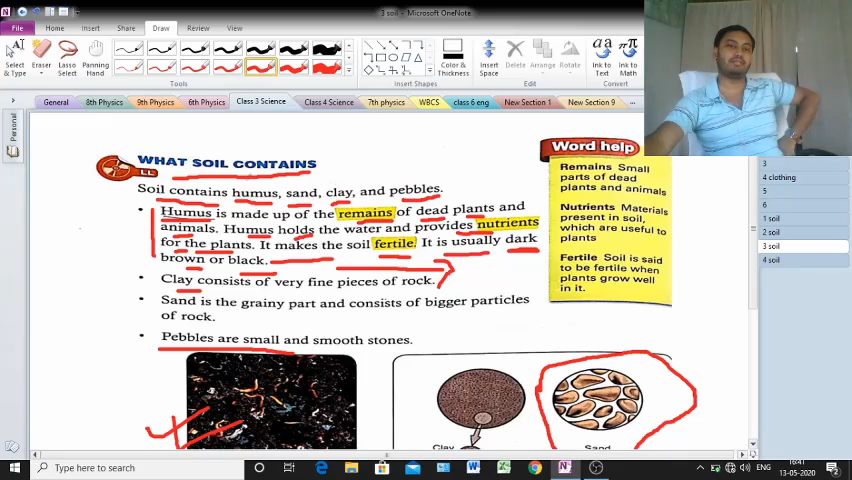 3 soil - Microsoft OneNote
File Home Insert Share Draw Review View
Select & Type
Eraser
Lasso Select
Panning Hand
Color & Thickness
Insert Space
Delete
Arrange
Rotate
Ink to Text
Ink to Math
Tools
Insert Shapes
Edit
Convert
General 8th Physics 9th Physics 6th Physics Class 3 Science Class 4 Science 7th physics WBCS class 6 eng New Section 1 New Section 9
Personal
WHAT SOIL CONTAINS
LL
Soil contains humus, sand, clay, and pebbles.
• Humus is made up of the remains of dead plants and
animals. Humus holds the water and provides nutrients
for the plants. It makes the soil fertile. It is usually dark
brown or black.
• Clay consists of very fine pieces of rock.
• Sand is the grainy part and consists of bigger particles
of rock.
• Pebbles are small and smooth stones.
Word help
Remains Small
parts of dead
plants and animals
Nutrients Materials
present in soil,
which are useful to
plants
Fertile Soil is said
to be fertile when
plants grow well
in it.
Clay
Sand
3
4 clothing
5
6
1 soil
2 soil
3 soil
4 soil
Type here to search
ENG
16:41
13-05-2020
2